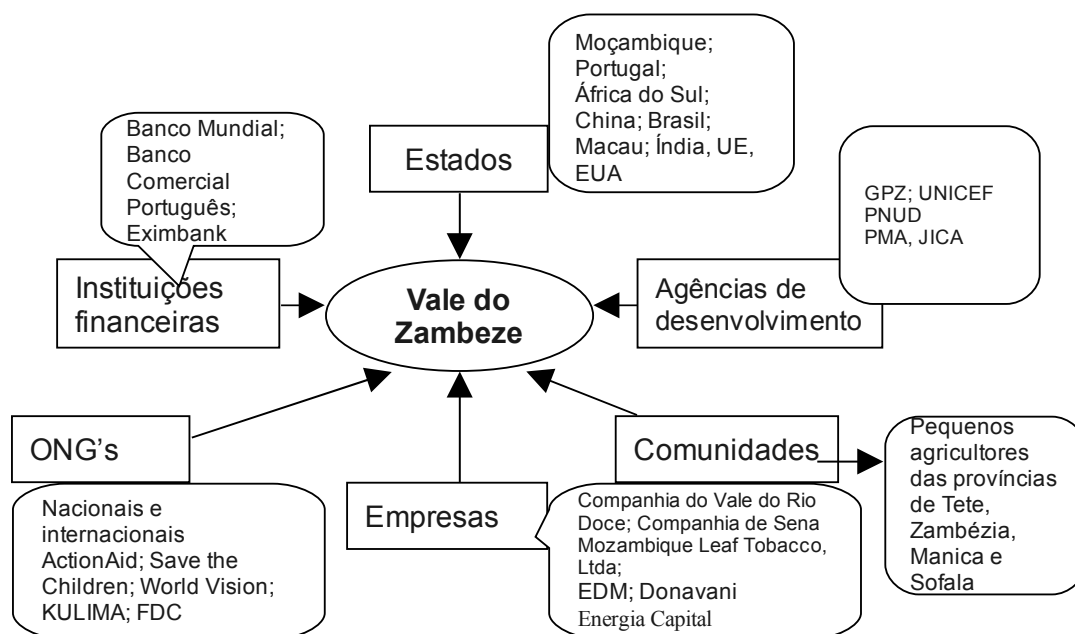 Moçambique;
Portugal;
África do Sul;
China; Brasil;
Macau; Índia, UE,
EUA
Estados
Banco Mundial;
Banco
Comercial
Português;
Eximbank
GPZ; UNICEF
PNUD
PMA, JICA
Instituições
financeiras
Vale do
Zambeze
Agências de
desenvolvimento
ONG’s
Nacionais e
internacionais
ActionAid; Save the
Children; World Vision;
KULIMA; FDC
Empresas
Companhia do Vale do Rio
Doce; Companhia de Sena
Mozambique Leaf Tobacco,
Ltda;
EDM; Donavani
Energia Capital
Comunidades
Pequenos
agricultores
das províncias
de Tete,
Zambézia,
Manica e
Sofala